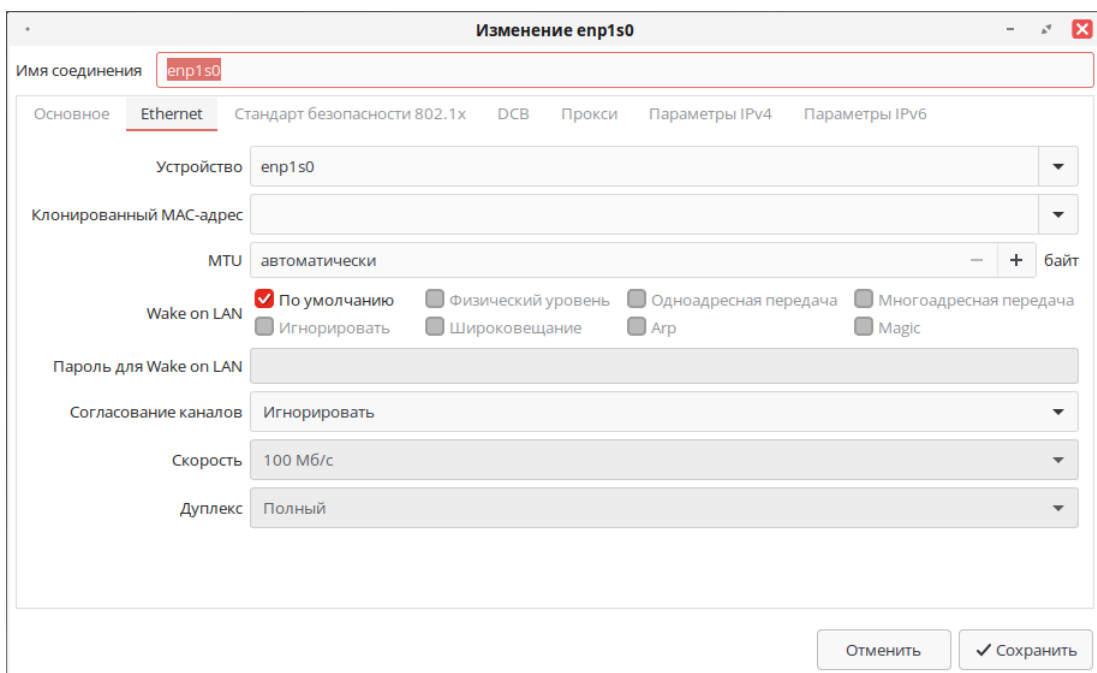 Изменение enp1s0
Имя соединения enp1s0
Основное Ethernet Стандарт безопасности 802.1x DCB Прокси Параметры IPv4 Параметры IPv6
Устройство enp1s0
Клонированный MAC-адрес
MTU автоматически байт
Wake on LAN
По умолчанию Физический уровень Одноадресная передача Многоадресная передача
Игнорировать Широковещание Arp Magic
Пароль для Wake on LAN
Согласование каналов Игнорировать
Скорость 100 Мб/с
Дуплекс Полный
Отменить Сохранить